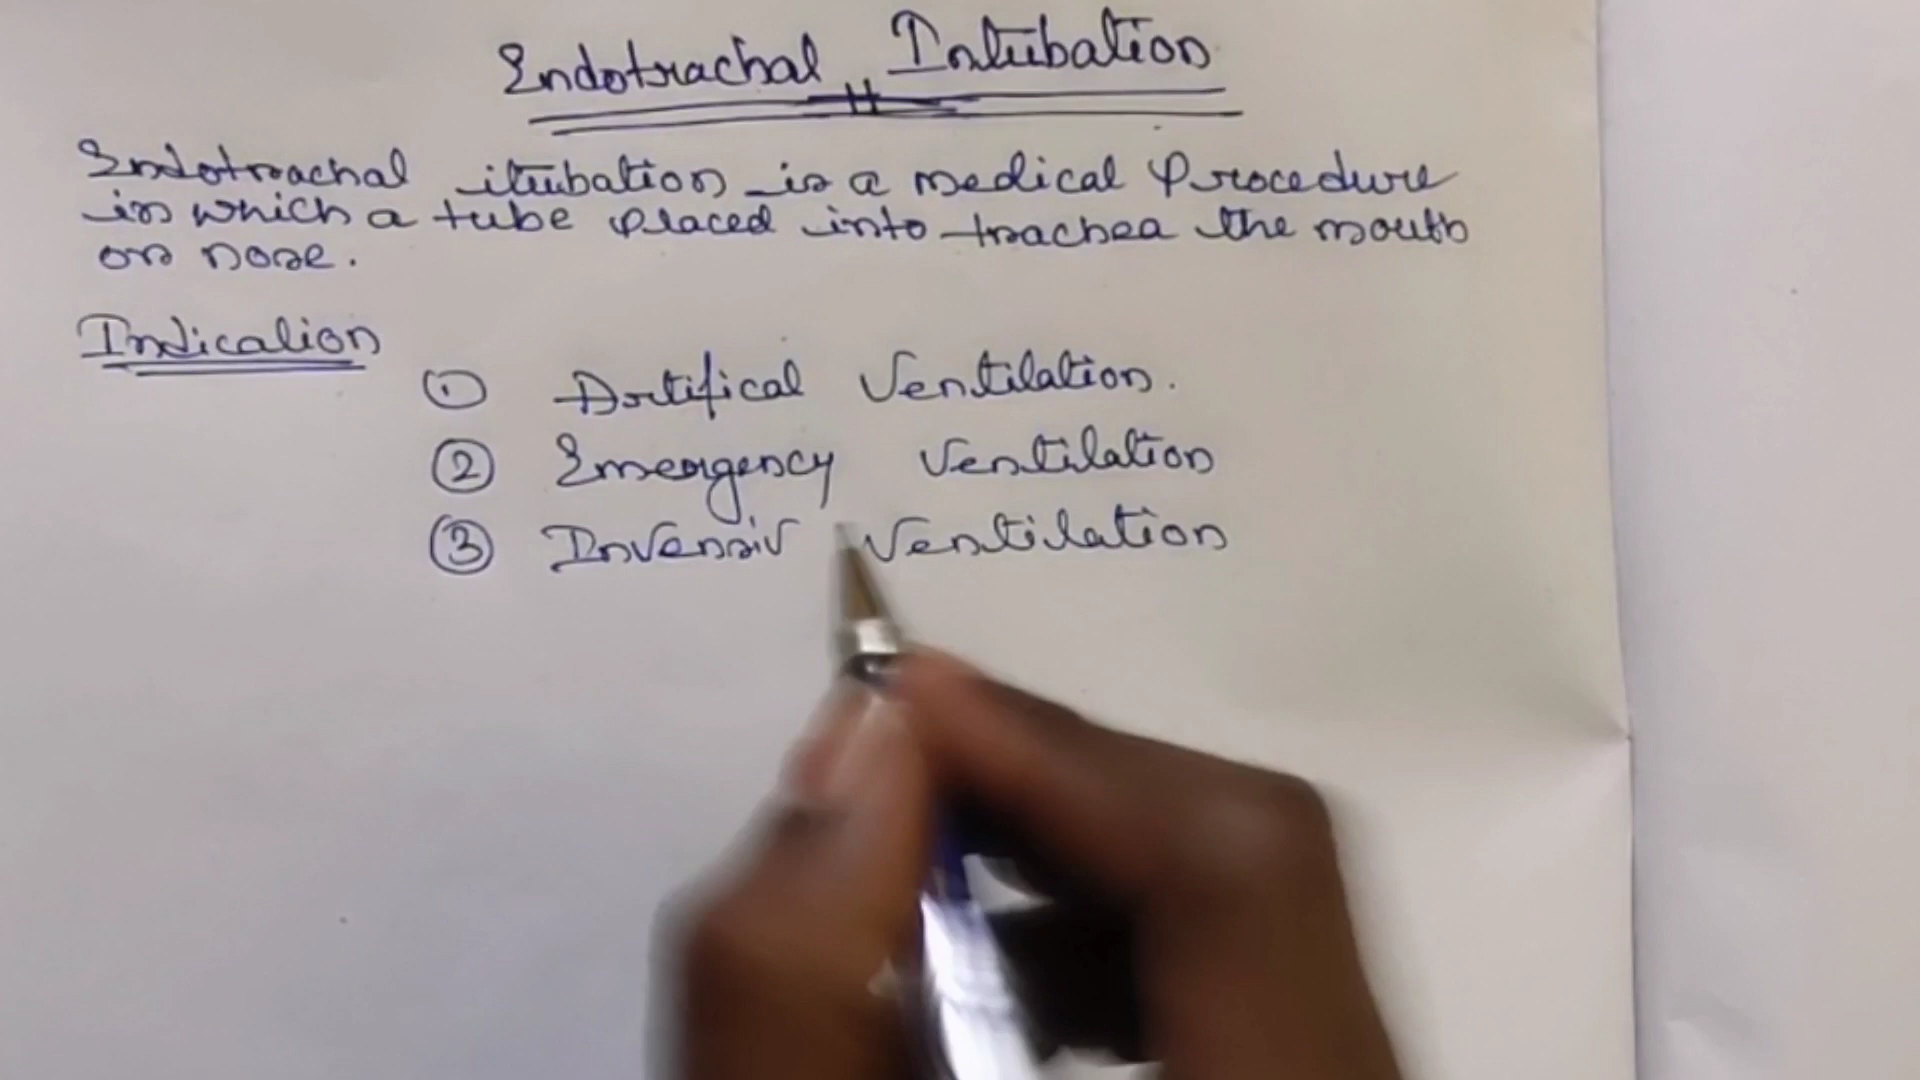 Endotrachal Intubation
Endotrachal itubation is a medical procedure
in which a tube placed into trachea the mouth
or nose.
Indication
① Artifical Ventilation.
② Emergency Ventilation
③ Invensiv Ventilation